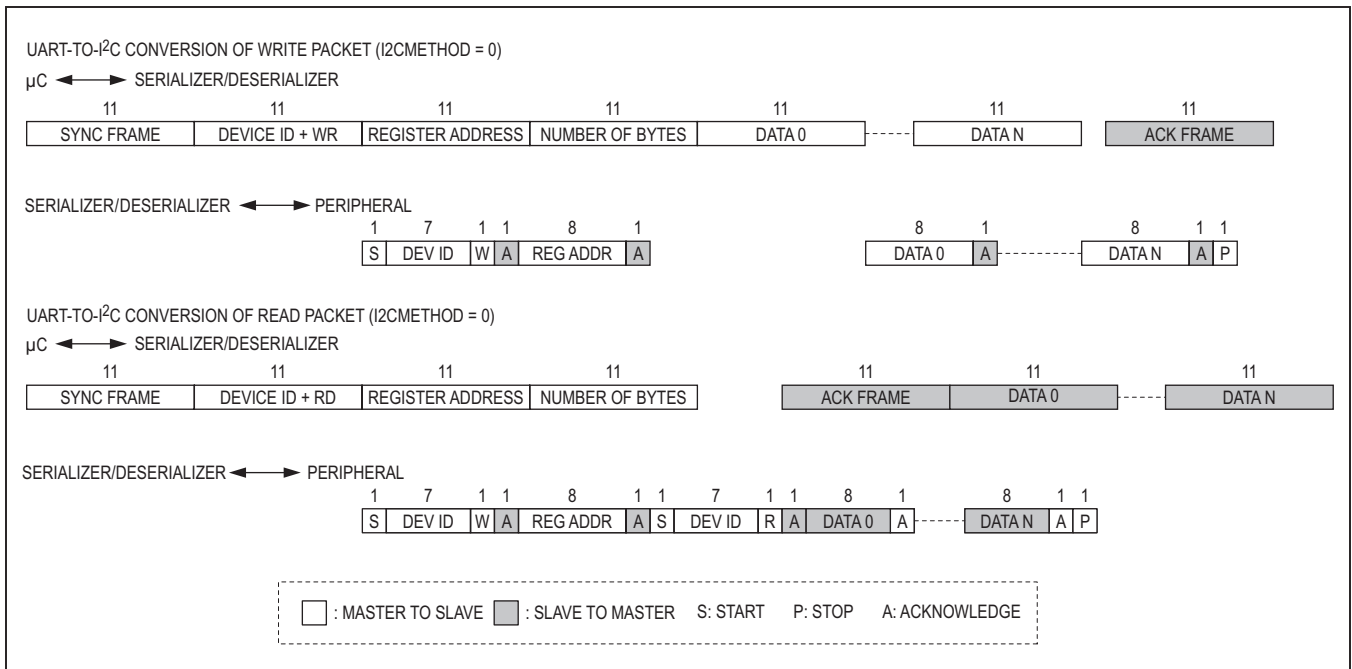 UART-TO-I2C CONVERSION OF WRITE PACKET (I2CMETHOD = 0)
µC SERIALIZER/DESERIALIZER
11 11 11 11 11 11 11
SYNC FRAME DEVICE ID + WR REGISTER ADDRESS NUMBER OF BYTES DATA 0 DATA N ACK FRAME
SERIALIZER/DESERIALIZER PERIPHERAL
1 7 1 1 8 1 8 1 8 1 1
S DEV ID W A REG ADDR A DATA 0 A DATA N A P
UART-TO-I2C CONVERSION OF READ PACKET (I2CMETHOD = 0)
µC SERIALIZER/DESERIALIZER
11 11 11 11 11 11 11
SYNC FRAME DEVICE ID + RD REGISTER ADDRESS NUMBER OF BYTES ACK FRAME DATA 0 DATA N
SERIALIZER/DESERIALIZER PERIPHERAL
1 7 1 1 8 1 1 7 1 1 8 1 8 1 1
S DEV ID W A REG ADDR A S DEV ID R A DATA 0 A DATA N A P
: MASTER TO SLAVE : SLAVE TO MASTER S: START P: STOP A: ACKNOWLEDGE